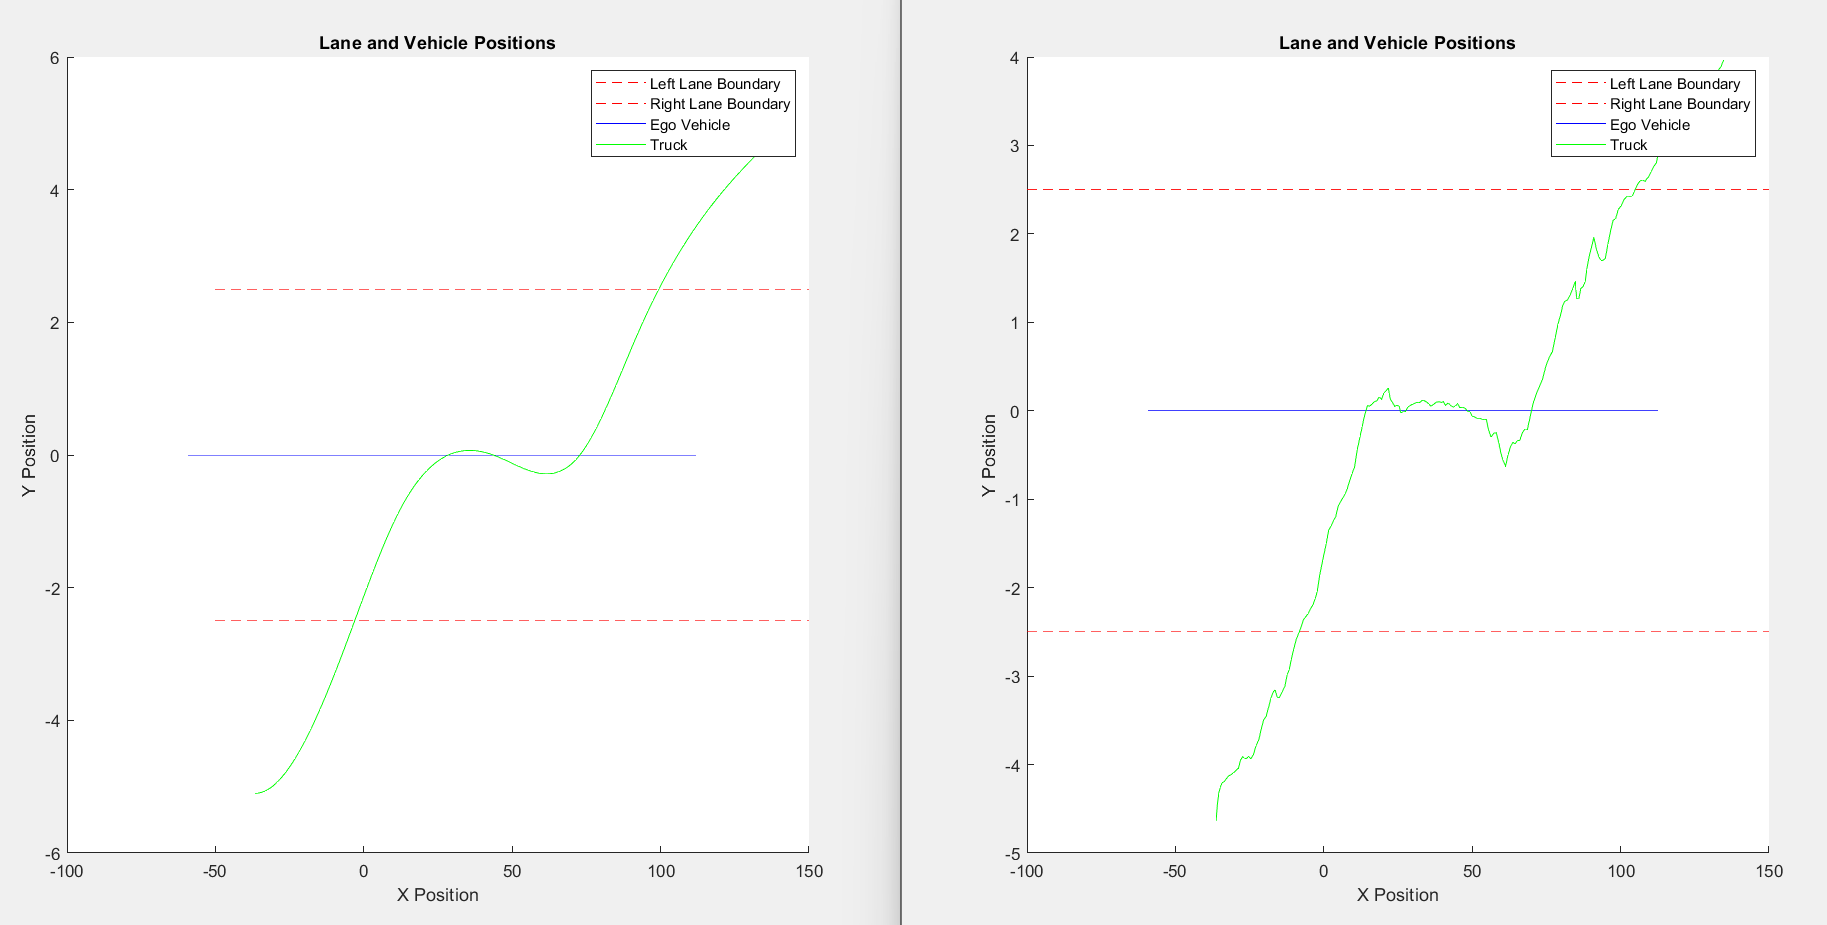 Lane and Vehicle Positions
6
4
2
0
-2
-4
-6
-100
-50
0
50
100
150
X Position
Y Position
Left Lane Boundary
Right Lane Boundary
Ego Vehicle
Truck
Lane and Vehicle Positions
4
3
2
1
0
-1
-2
-3
-4
-5
-100
-50
0
50
100
150
X Position
Y Position
Left Lane Boundary
Right Lane Boundary
Ego Vehicle
Truck